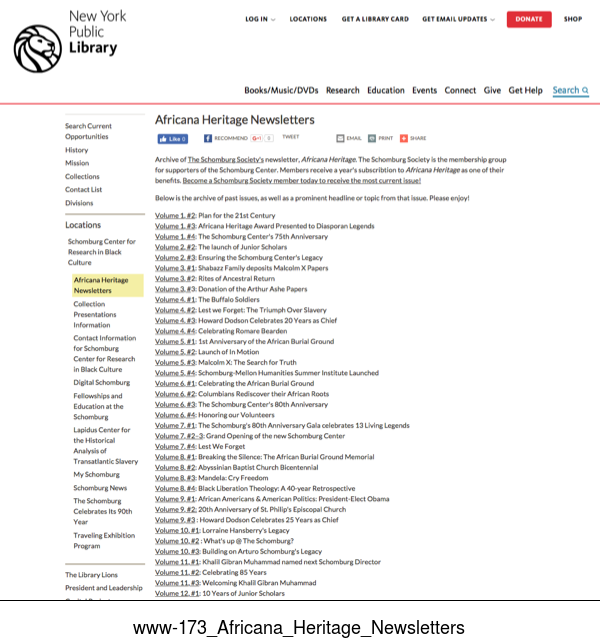 New York
Public
Library
LOG IN
LOCATIONS
GET A LIBRARY CARD
GET EMAIL UPDATES
DONATE
SHOP
Books/Music/DVDs Research Education Events Connect Give Get Help Search
Search Current
Opportunities
History
Mission
Collections
Contact List
Divisions
Locations
Schomburg Center for
Research in Black
Culture
Africana Heritage
Newsletters
Collection
Presentations
Information
Contact Information
for Schomburg
Center for Research
in Black Culture
Digital Schomburg
Fellowships and
Education at the
Schomburg
Lapidus Center for
the Historical
Analysis of
Transatlantic Slavery
My Schomburg
Schomburg News
The Schomburg
Celebrates Its 90th
Year
Traveling Exhibition
Program
The Library Lions
President and Leadership
Africana Heritage Newsletters
Like 0 RECOMMEND G+1 0 TWEET EMAIL PRINT SHARE
Archive of The Schomburg Society's newsletter, Africana Heritage. The Schomburg Society is the membership group
for supporters of the Schomburg Center. Members receive a year's subscribtion to Africana Heritage as one of their
benefits. Become a Schomburg Society member today to receive the most current issue!
Below is the archive of past issues, as well as a prominent headline or topic from that issue. Please enjoy!
Volume 1, #2: Plan for the 21st Century
Volume 1, #3: Africana Heritage Award Presented to Diasporan Legends
Volume 1, #4: The Schomburg Center's 75th Anniversary
Volume 2, #2: The launch of Junior Scholars
Volume 2, #3: Ensuring the Schomburg Center's Legacy
Volume 3, #1: Shabazz Family deposits Malcolm X Papers
Volume 3, #2: Rites of Ancestral Return
Volume 3, #3: Donation of the Arthur Ashe Papers
Volume 4, #1: The Buffalo Soldiers
Volume 4, #2: Lest we Forget: The Triumph Over Slavery
Volume 4, #3: Howard Dodson Celebrates 20 Years as Chief
Volume 4, #4: Celebrating Romare Bearden
Volume 5, #1: 1st Anniversary of the African Burial Ground
Volume 5, #2: Launch of In Motion
Volume 5, #3: Malcolm X: The Search for Truth
Volume 5, #4: Schomburg-Mellon Humanities Summer Institute Launched
Volume 6, #1: Celebrating the African Burial Ground
Volume 6, #2: Columbians Rediscover their African Roots
Volume 6, #3: The Schomburg Center's 80th Anniversary
Volume 6, #4: Honoring our Volunteers
Volume 7, #1: The Schomburg's 80th Anniversary Gala celebrates 13 Living Legends
Volume 7, #2-3: Grand Opening of the new Schomburg Center
Volume 7, #4: Lest We Forget
Volume 8, #1: Breaking the Silence: The African Burial Ground Memorial
Volume 8, #2: Abyssinian Baptist Church Bicentennial
Volume 8, #3: Mandela: Cry Freedom
Volume 8, #4: Black Liberation Theology: A 40-year Retrospective
Volume 9, #1: African Americans & American Politics: President-Elect Obama
Volume 9, #2: 20th Anniversary of St. Philip's Episcopal Church
Volume 9, #3 : Howard Dodson Celebrates 25 Years as Chief
Volume 10, #1: Lorraine Hansberry's Legacy
Volume 10, #2 : What's up @ The Schomburg?
Volume 10, #3: Building on Arturo Schomburg's Legacy
Volume 11, #1: Khalil Gibran Muhammad named next Schomburg Director
Volume 11, #2: Celebrating 85 Years
Volume 11, #3: Welcoming Khalil Gibran Muhammad
Volume 12, #1: 10 Years of Junior Scholars
www-173_Africana_Heritage_Newsletters